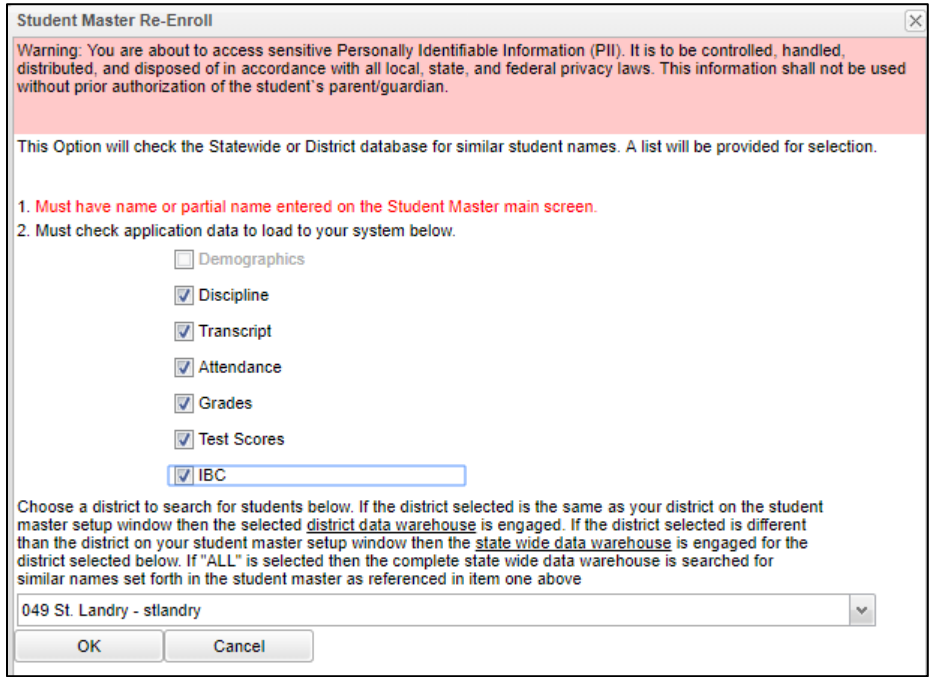 Student Master Re-Enroll
Warning: You are about to access sensitive Personally Identifiable Information (PII). It is to be controlled, handled,
distributed, and disposed of in accordance with all local, state, and federal privacy laws. This information shall not be used
without prior authorization of the student`s parent/guardian.
This Option will check the Statewide or District database for similar student names. A list will be provided for selection.
1. Must have name or partial name entered on the Student Master main screen.
2. Must check application data to load to your system below.
Demographics
Discipline
Transcript
Attendance
Grades
Test Scores
IBC
Choose a district to search for students below. If the district selected is the same as your district on the student
master setup window then the selected district data warehouse is engaged. If the district selected is different
than the district on your student master setup window then the state wide data warehouse is engaged for the
district selected below. If "ALL" is selected then the complete state wide data warehouse is searched for
similar names set forth in the student master as referenced in item one above
049 St. Landry - stlandry
OK Cancel